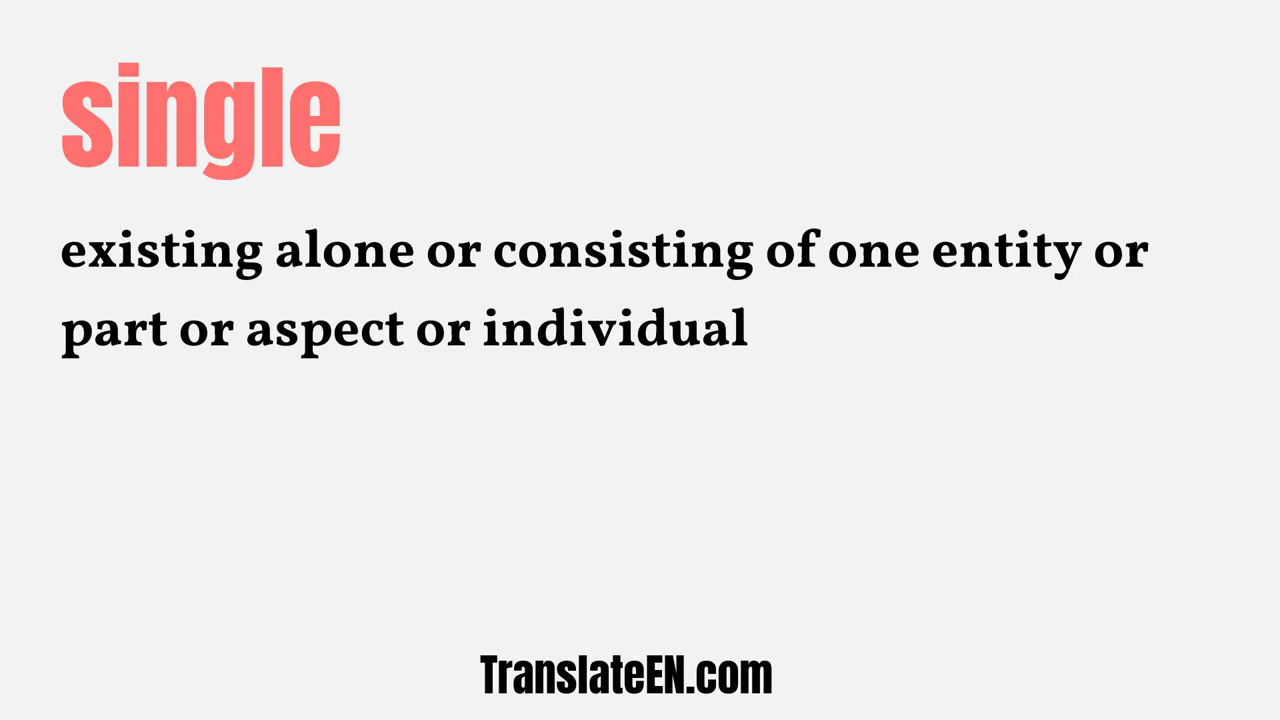 single
existing alone or consisting of one entity or
part or aspect or individual
TranslateEN.com